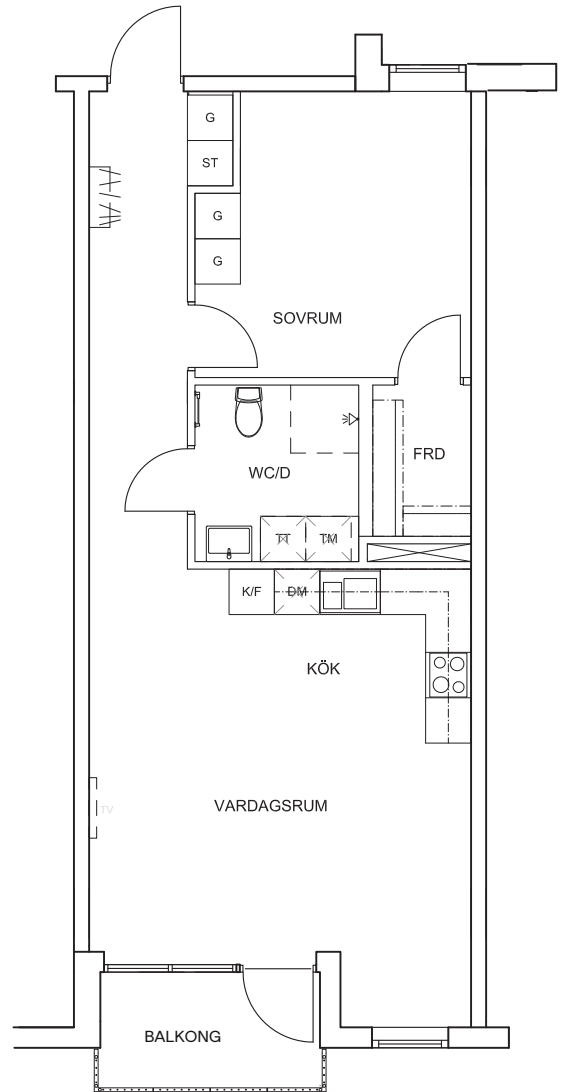 G
ST
G
G
SOVRUM
FRD
WC/D
TT TM
K/F DM
KÖK
TV
VARDAGSRUM
BALKONG